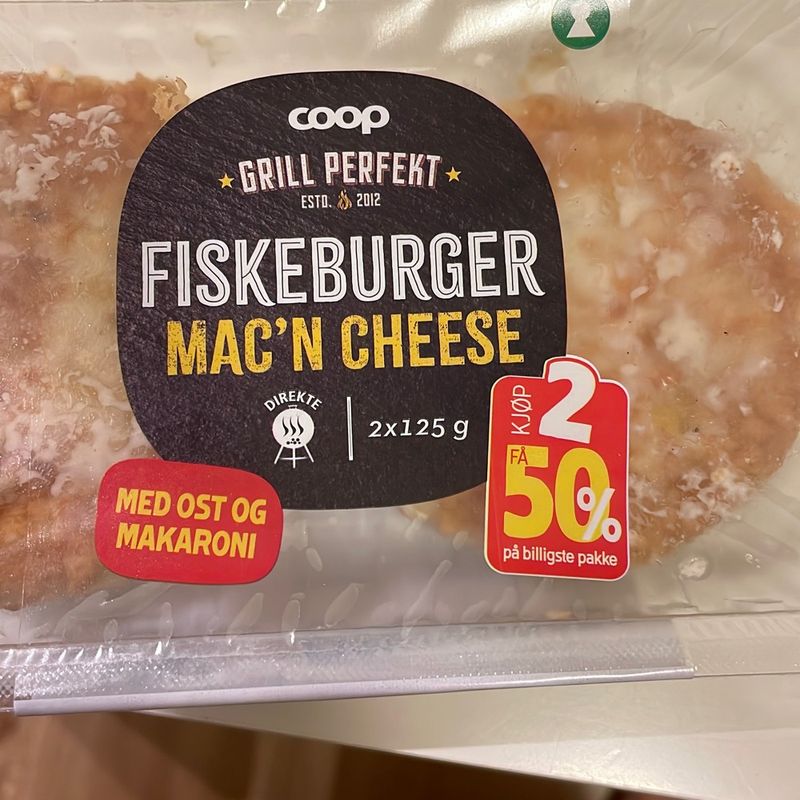 coop
GRILL PERFEKT
ESTD. 2012
FISKEBURGER
MAC'N CHEESE
DIREKTE
2x125 g
MED OST OG
MAKARONI
KJØP 2
FÅ
50%
på billigste pakke